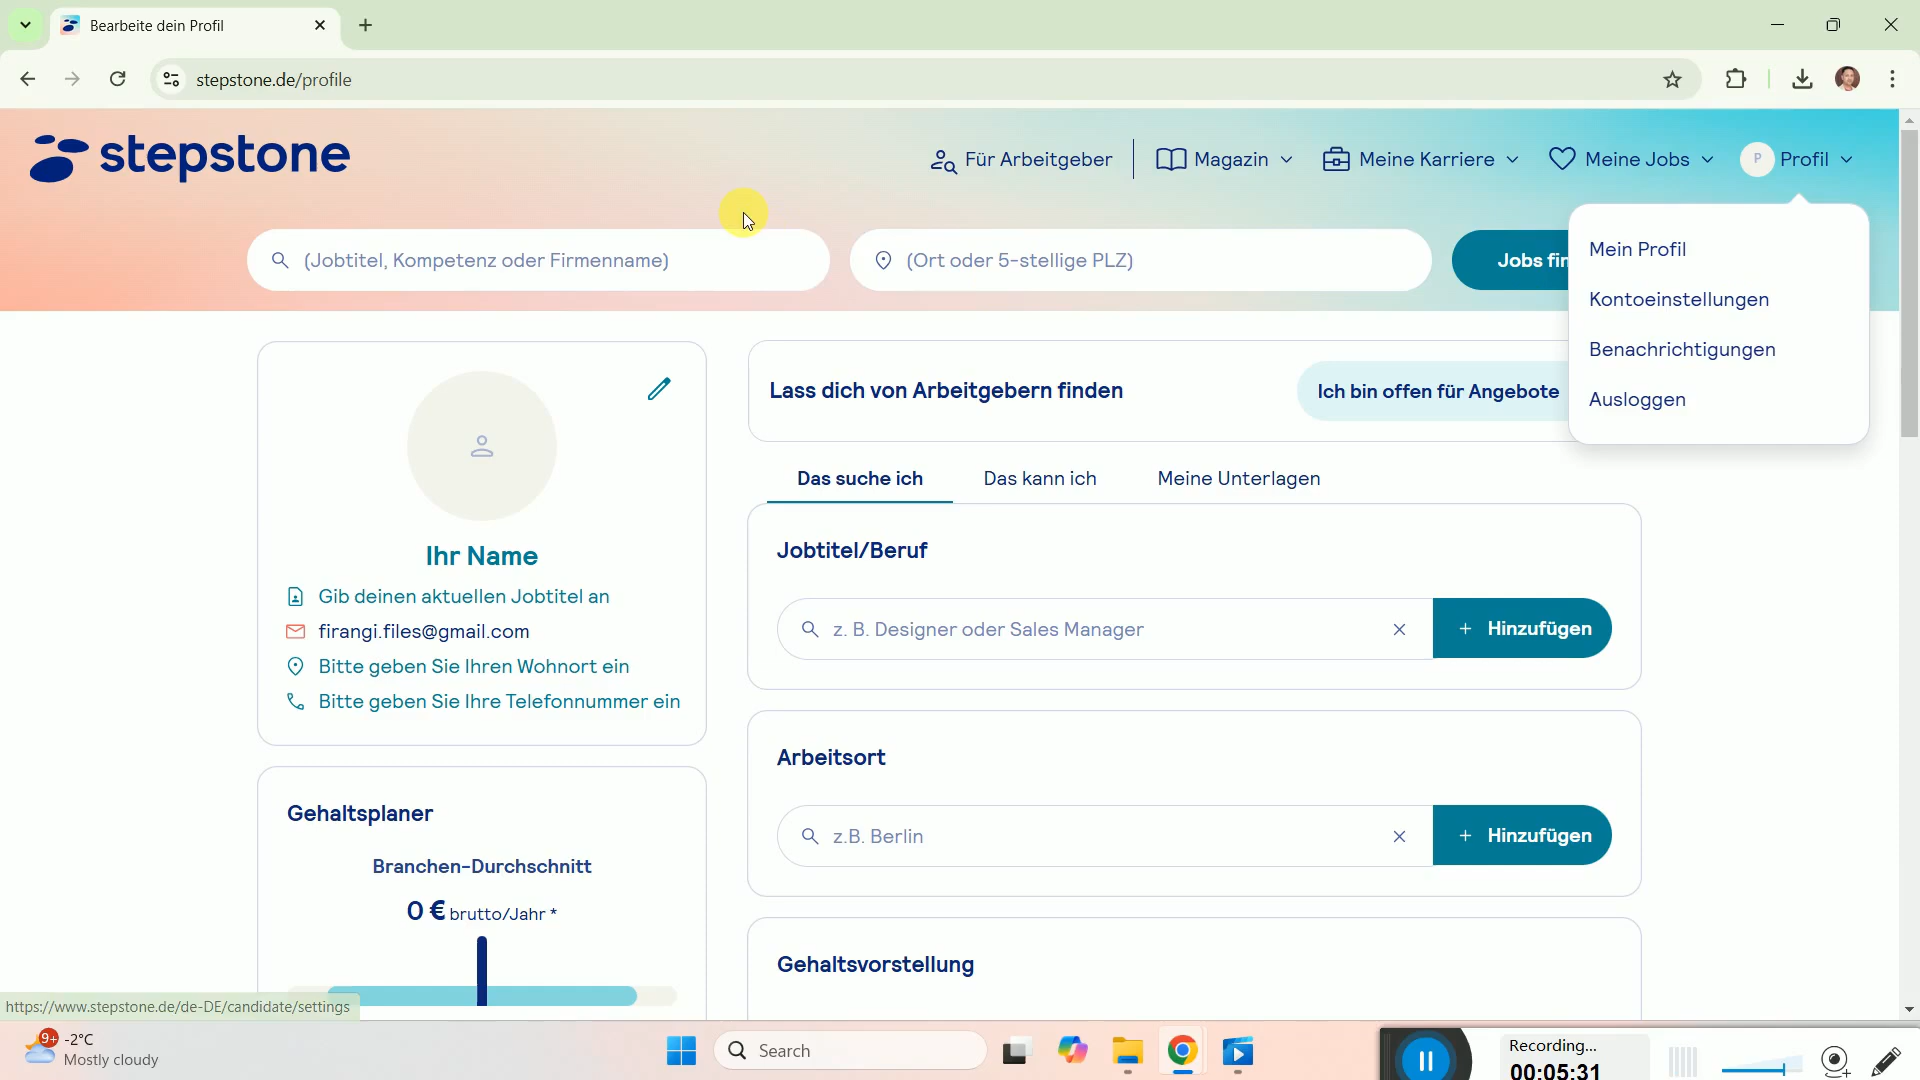 Bearbeite dein Profil
stepstone.de/profile
stepstone
Für Arbeitgeber
Magazin
Meine Karriere
Meine Jobs
P
Profil
(Jobtitel, Kompetenz oder Firmenname)
(Ort oder 5-stellige PLZ)
Jobs fin
Mein Profil
Kontoeinstellungen
Benachrichtigungen
Ausloggen
Lass dich von Arbeitgebern finden
Ich bin offen für Angebote
Ihr Name
Gib deinen aktuellen Jobtitel an
firangi.files@gmail.com
Bitte geben Sie Ihren Wohnort ein
Bitte geben Sie Ihre Telefonnummer ein
Das suche ich
Das kann ich
Meine Unterlagen
Jobtitel/Beruf
z. B. Designer oder Sales Manager
+ Hinzufügen
Arbeitsort
z.B. Berlin
+ Hinzufügen
Gehaltsvorstellung
Gehaltsplaner
Branchen-Durchschnitt
0 € brutto/Jahr *
https://www.stepstone.de/de-DE/candidate/settings
9+
-2°C
Mostly cloudy
Search
Recording...
00:05:31